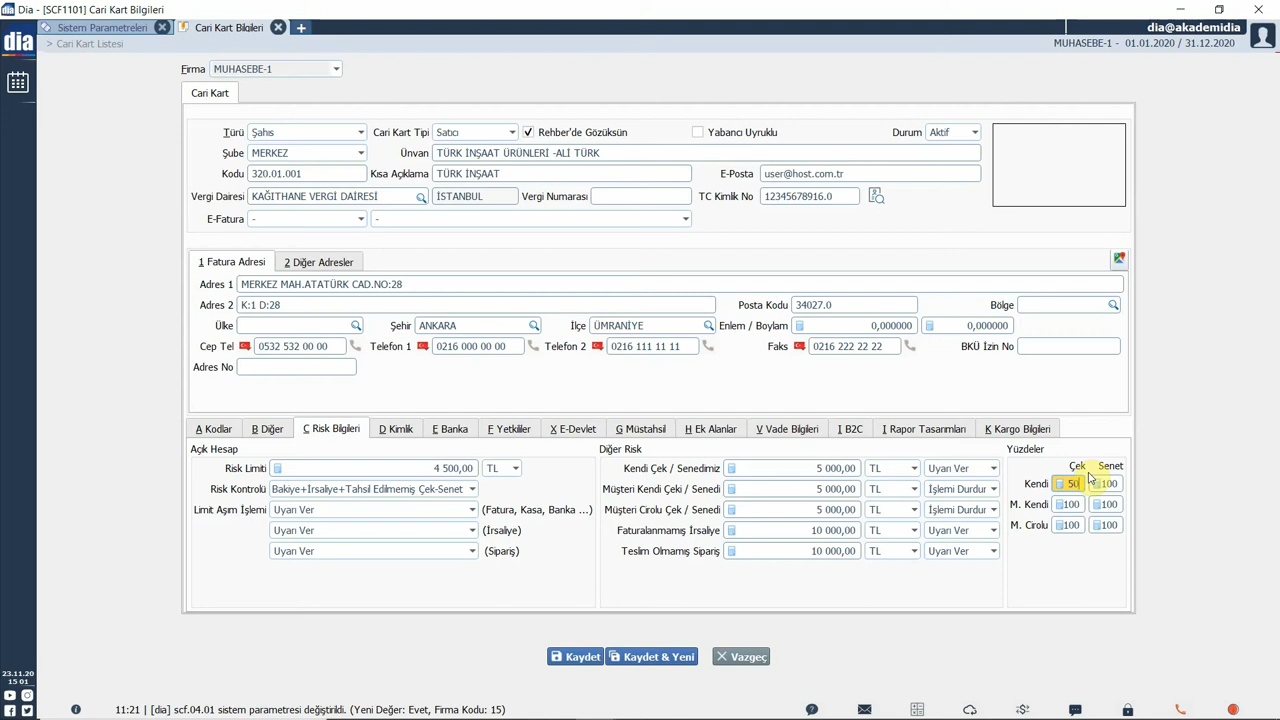 Dia - [SCF1101] Cari Kart Bilgileri
Sistem Parametreleri Cari Kart Bilgileri dia@akademidia
dia > Cari Kart Listesi MUHASEBE-1 - 01.01.2020 / 31.12.2020
Firma MUHASEBE-1
Cari Kart
Türü Şahıs Cari Kart Tipi Satıcı Rehber'de Gözüksün Yabancı Uyruklu Durum Aktif
Şube MERKEZ Ünvan TÜRK İNŞAAT ÜRÜNLERİ -ALİ TÜRK
Kodu 320.01.001 Kısa Açıklama TÜRK İNŞAAT E-Posta user@host.com.tr
Vergi Dairesi KAĞITHANE VERGİ DAİRESİ İSTANBUL Vergi Numarası TC Kimlik No 12345678916.0
E-Fatura - -
1 Fatura Adresi 2 Diğer Adresler
Adres 1 MERKEZ MAH.ATATÜRK CAD.NO:28
Adres 2 K:1 D:28 Posta Kodu 34027.0 Bölge
Ülke Şehir ANKARA İlçe ÜMRANİYE Enlem / Boylam 0,000000 0,000000
Cep Tel 0532 532 00 00 Telefon 1 0216 000 00 00 Telefon 2 0216 111 11 11 Faks 0216 222 22 22 BKÜ İzin No
Adres No
A Kodlar B Diğer C Risk Bilgileri D Kimlik E Banka F Yetkiler X E-Devlet G Müstahsil H Ek Alanlar V Vade Bilgileri I B2C I Rapor Tasarımları K Kargo Bilgileri
Açık Hesap Diğer Risk Yüzdeler
Risk Limiti 4 500,00 TL Kendi Çek / Senedimiz 5 000,00 TL Uyarı Ver Çek Senet
Risk Kontrolü Bakiye+İrsaliye+Tahsil Edilmemiş Çek-Senet Müşteri Kendi Çeki / Senedi 5 000,00 TL İşlemi Durdur Kendi 50 100
Limit Aşım İşlemi Uyarı Ver (Fatura, Kasa, Banka ...) Müşteri Cirolu Çek / Senedi 5 000,00 TL İşlemi Durdur M. Kendi 100 100
Uyarı Ver (İrsaliye) Faturalanmamış İrsaliye 10 000,00 TL Uyarı Ver M. Cirolu 100 100
Uyarı Ver (Sipariş) Teslim Olmamış Sipariş 10 000,00 TL Uyarı Ver
Kaydet Kaydet & Yeni Vazgeç
23.11.20
15 01
11:21 | [dia] scf.04.01 sistem parametresi değiştirildi. (Yeni Değer: Evet, Firma Kodu: 15)